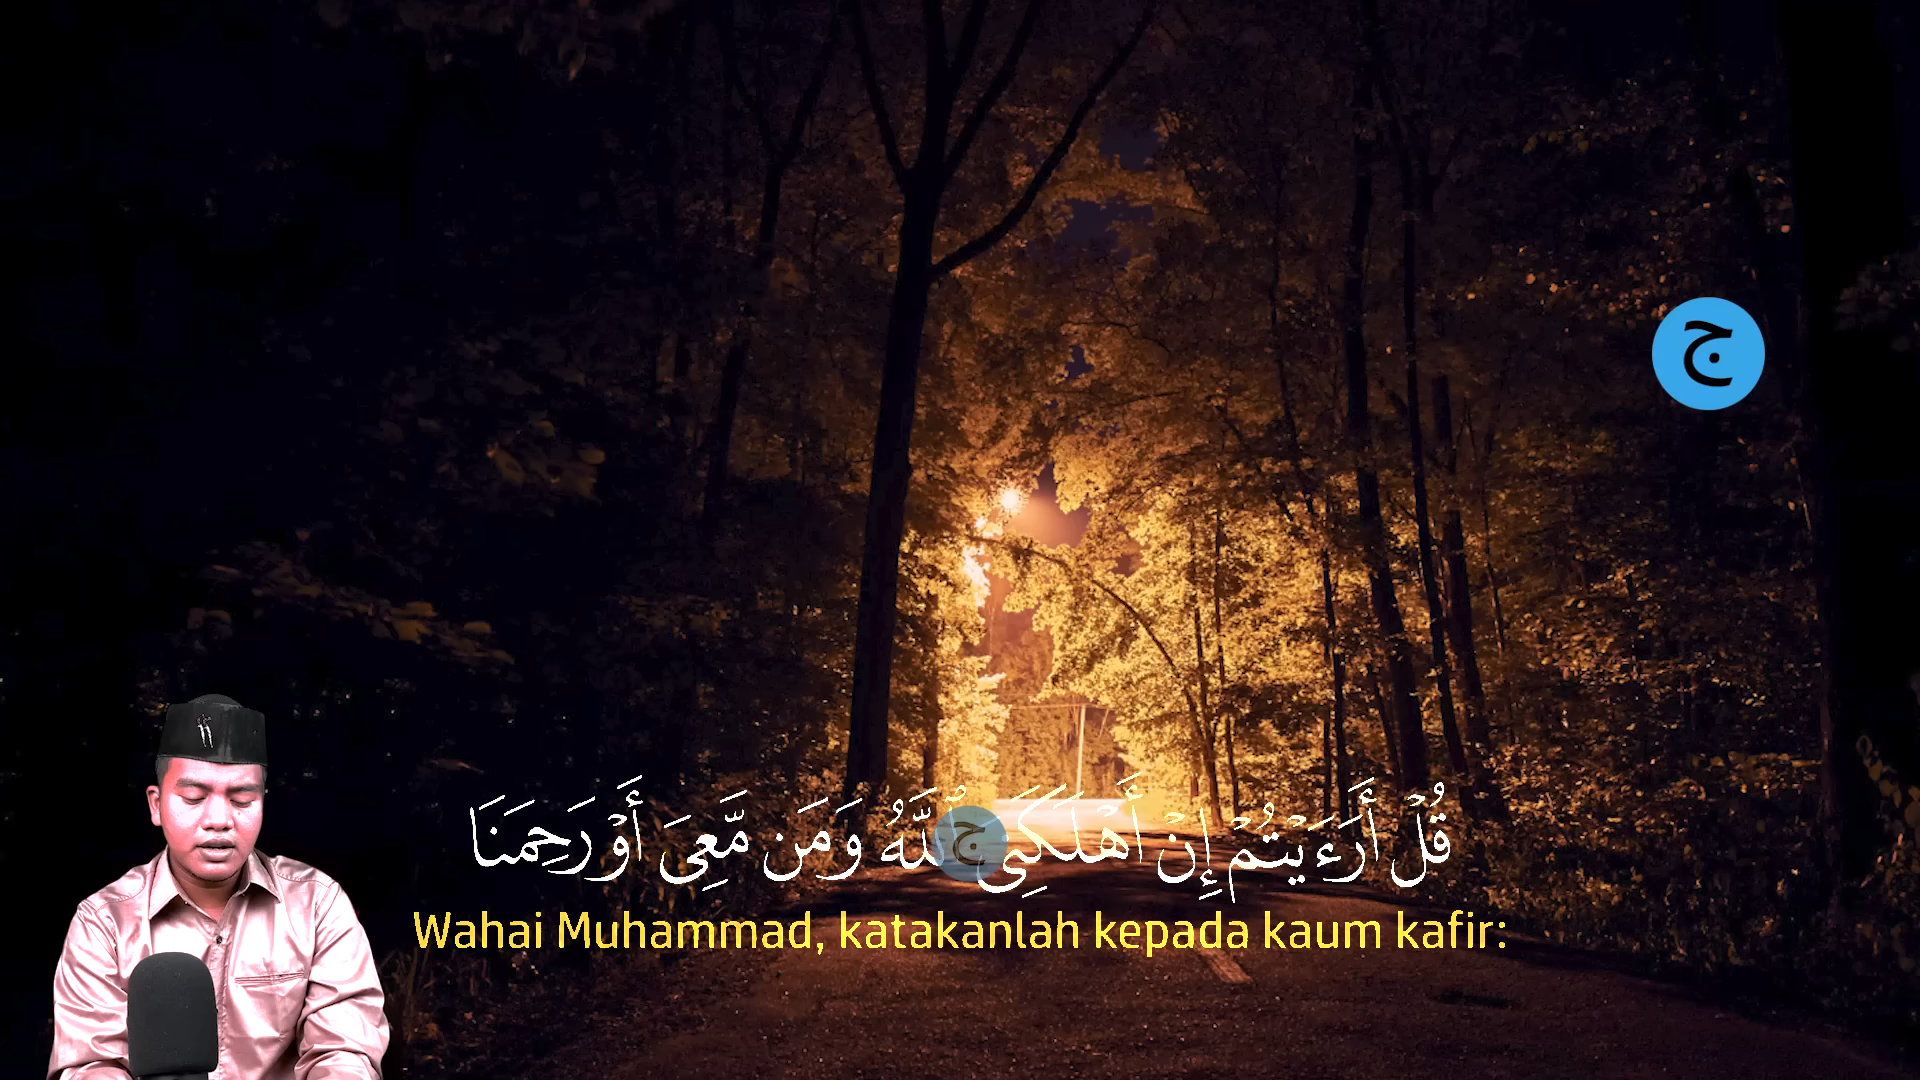 ج
قُلْ أَرَءَيْتُمْ إِنْ أَهْلَكَنِىَ ٱللَّهُ وَمَن مَّعِىَ أَوْ رَحِمَنَا
ج
Wahai Muhammad, katakanlah kepada kaum kafir: